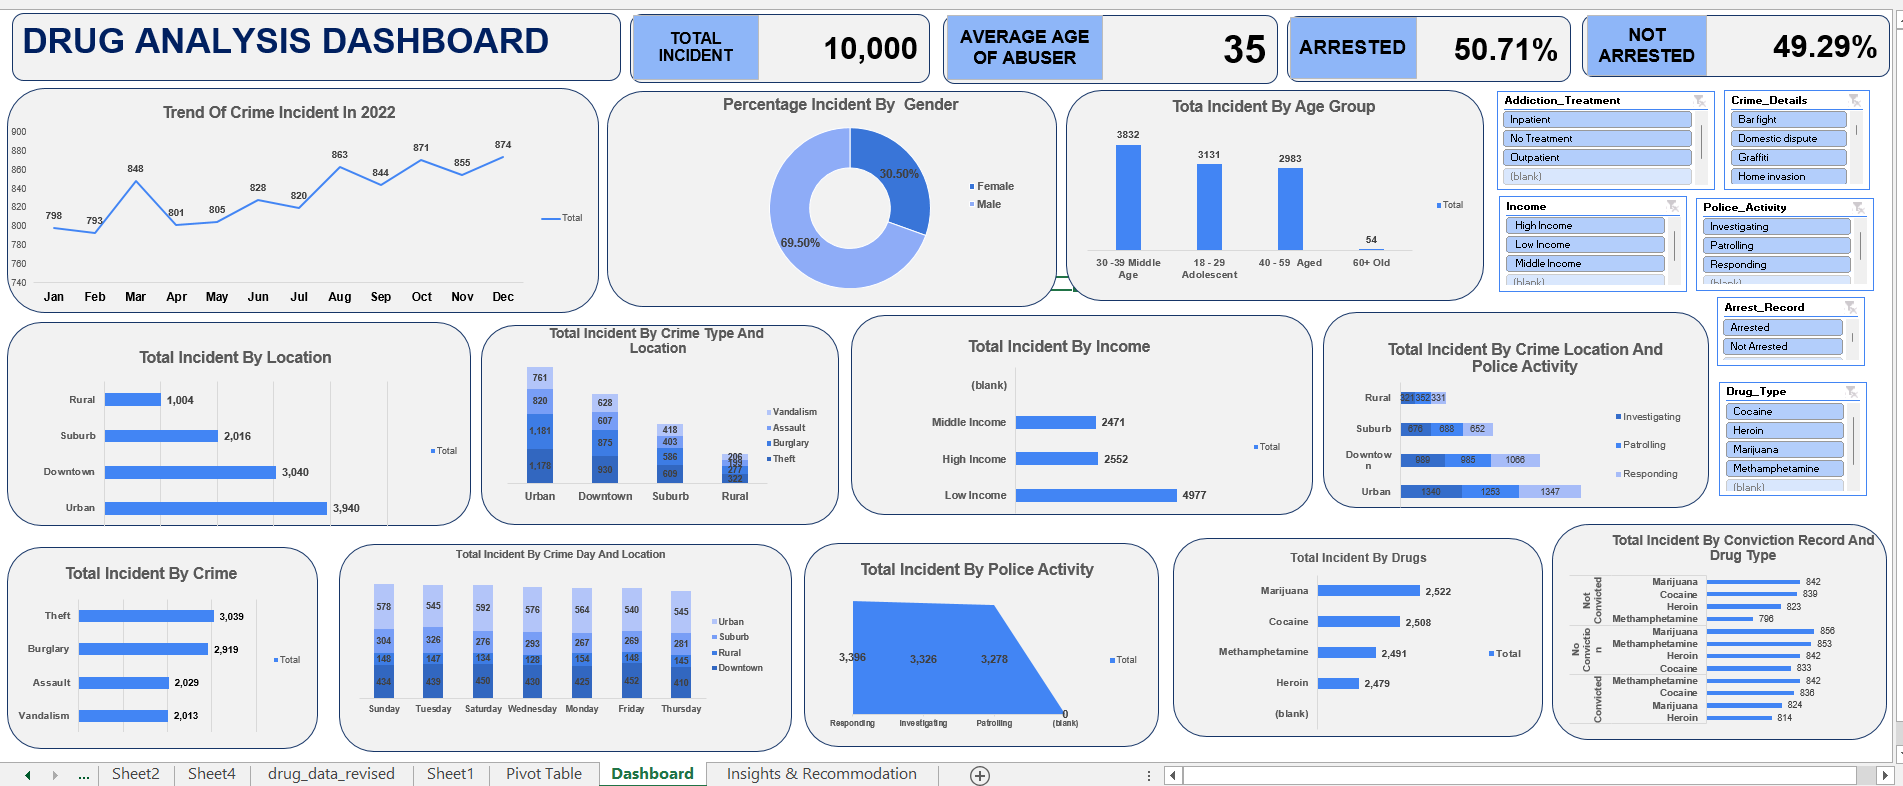 DRUG ANALYSIS DASHBOARD
TOTAL
INCIDENT
10,000
AVERAGE AGE
OF ABUSER
35
ARRESTED
50.71%
NOT
ARRESTED
49.29%
Trend Of Crime Incident In 2022
900
880
860
840
820
800
780
760
740
798
793
848
801
805
828
820
863
844
871
855
874
Jan Feb Mar Apr May Jun Jul Aug Sep Oct Nov Dec
Total
Percentage Incident By Gender
30.50%
69.50%
Female
Male
Tota Incident By Age Group
3832
3131
2983
54
30 -39 Middle
Age
18 - 29
Adolescent
40 - 59 Aged
60+ Old
Total
Addiction_Treatment
Inpatient
No Treatment
Outpatient
(blank)
Crime_Details
Bar fight
Domestic dispute
Graffiti
Home invasion
Income
High Income
Low Income
Middle Income
(blank)
Police_Activity
Investigating
Patrolling
Responding
(blank)
Arrest_Record
Arrested
Not Arrested
Drug_Type
Cocaine
Heroin
Marijuana
Methamphetamine
(blank)
Total Incident By Location
Rural 1,004
Suburb 2,016
Downtown 3,040
Urban 3,940
Total
Total Incident By Crime Type And
Location
761
820
1,181
1,178
628
607
875
930
418
403
586
609
206
199
277
322
Urban Downtown Suburb Rural
Vandalism
Assault
Burglary
Theft
Total Incident By Income
(blank)
Middle Income 2471
High Income 2552
Low Income 4977
Total
Total Incident By Crime Location And
Police Activity
Rural 321 352 331
Suburb 676 688 652
Downtow
n
989 985 1066
Urban 1340 1253 1347
Investigating
Patrolling
Responding
Total Incident By Crime
Theft 3,039
Burglary 2,919
Assault 2,029
Vandalism 2,013
Total
Total Incident By Crime Day And Location
578 545 592 576 564 540 545
304 326 276 293 267 269 281
148 147 134 128 154 148 145
434 439 450 430 425 452 410
Sunday Tuesday Saturday Wednesday Monday Friday Thursday
Urban
Suburb
Rural
Downtown
Total Incident By Police Activity
3,396
3,326
3,278
0
Responding Investigating Patrolling (blank)
Total
Total Incident By Drugs
Marijuana 2,522
Cocaine 2,508
Methamphetamine 2,491
Heroin 2,479
(blank)
Total
Total Incident By Conviction Record And
Drug Type
Not
Convicted
Marijuana 842
Cocaine 839
Heroin 823
Methamphetamine 796
No
Convictio
n
Marijuana 856
Methamphetamine 853
Heroin 842
Cocaine 833
Convicted
Methamphetamine 842
Cocaine 836
Marijuana 824
Heroin 814
... Sheet2 Sheet4 drug_data_revised Sheet1 Pivot Table Dashboard Insights & Recommodation